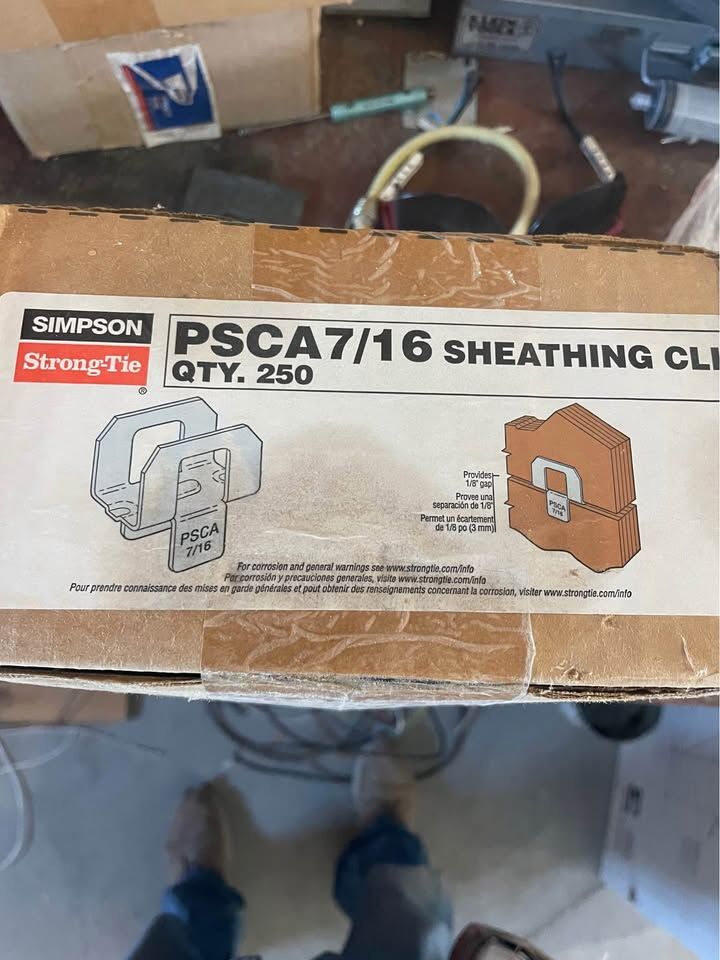 KLEIN
TOOLS
SIMPSON
Strong-Tie
®
PSCA7/16 SHEATHING CLI
QTY. 250
PSCA
7/16
Provides
1/8" gap
Provee una
separación de 1/8"
Permet un écartement
de 1/8 po (3 mm)
PSCA
7/16
For corrosion and general warnings see www.strongtie.com/info
Por corrosión y precauciones generales, visite www.strongtie.com/info
Pour prendre connaissance des mises en garde générales et pout obtenir des renseignements concernant la corrosion, visiter www.strongtie.com/info